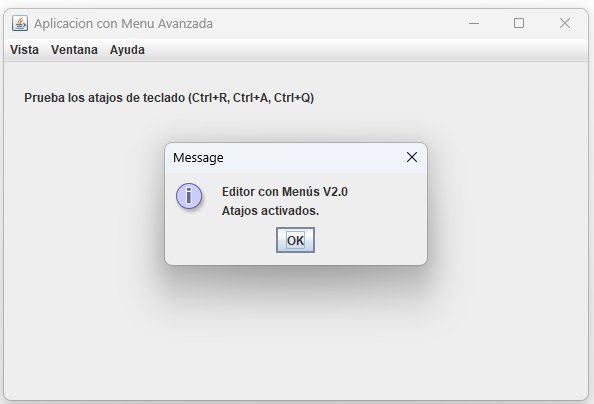 Aplicacion con Menu Avanzada
Vista Ventana Ayuda
Prueba los atajos de teclado (Ctrl+R, Ctrl+A, Ctrl+Q)
Message
Editor con Menús V2.0
Atajos activados.
OK